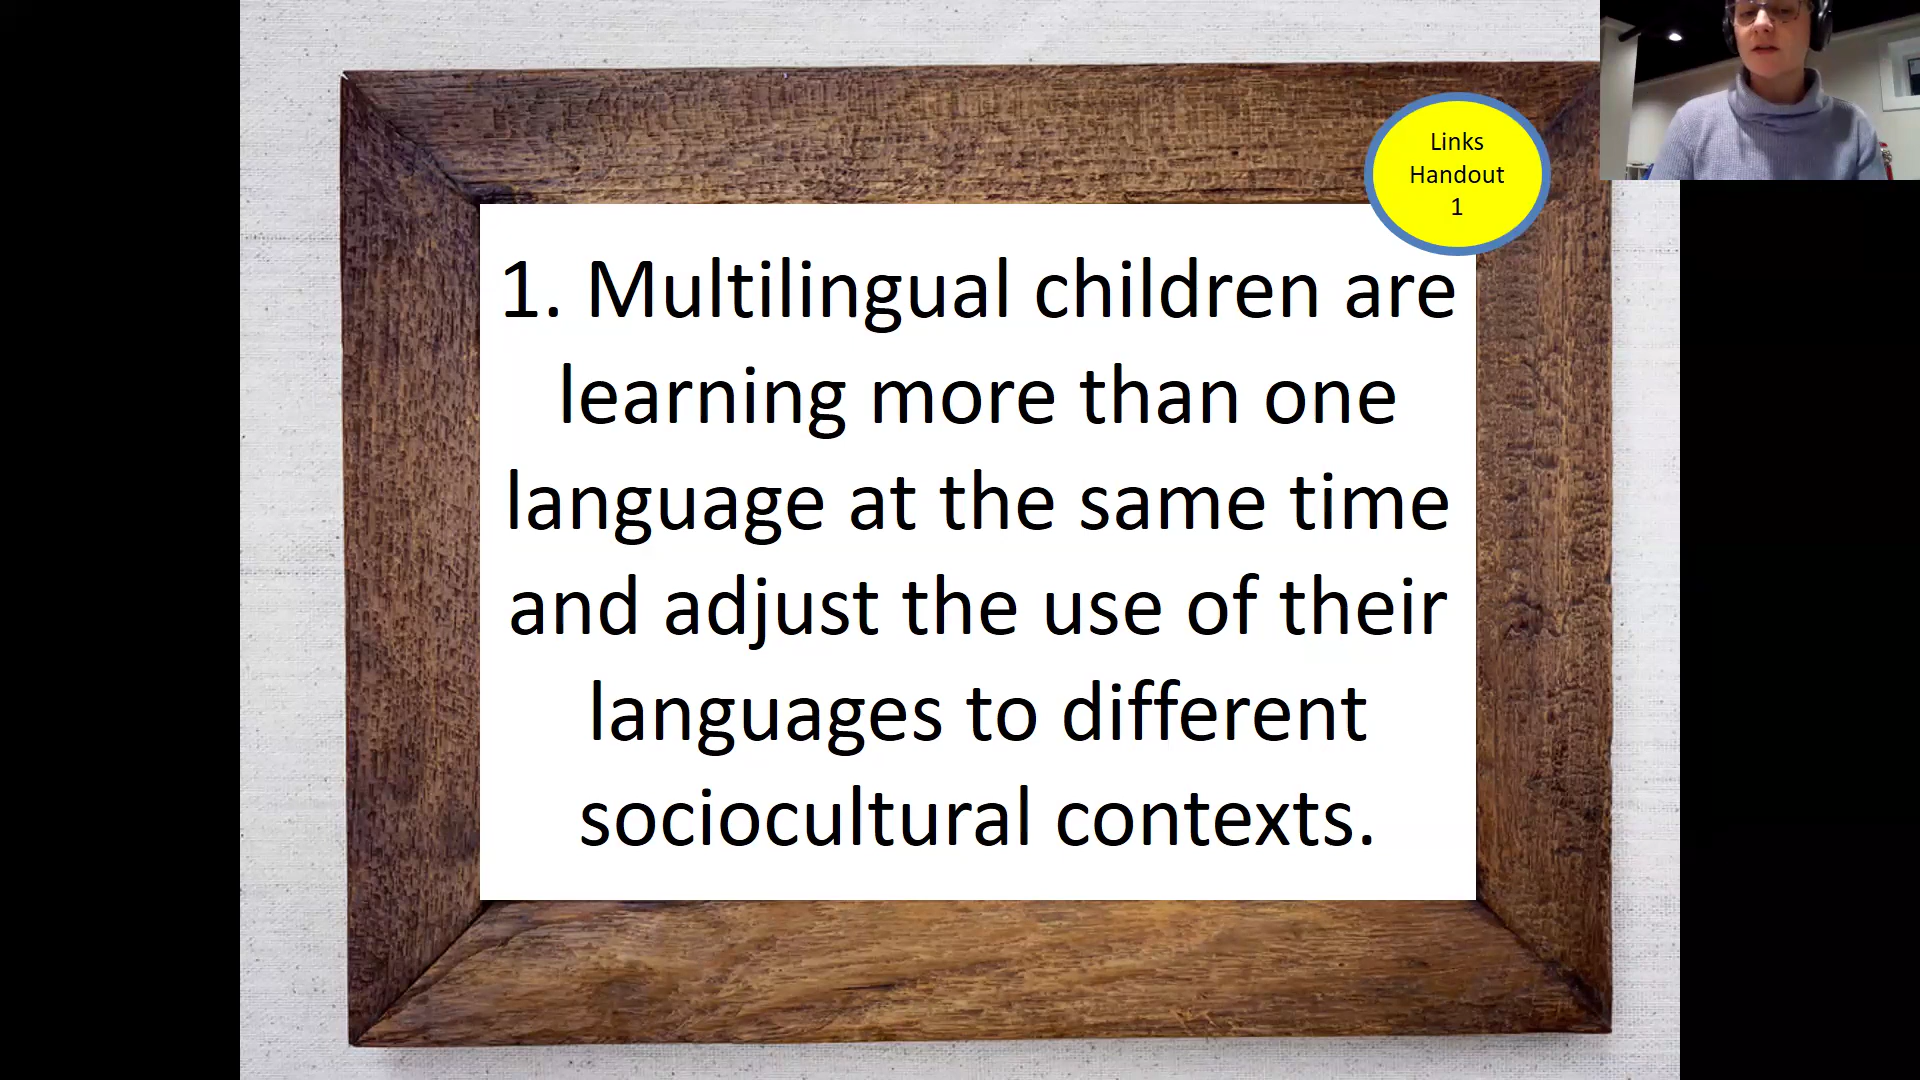 Links
Handout
1
1. Multilingual children are
learning more than one
language at the same time
and adjust the use of their
languages to different
sociocultural contexts.